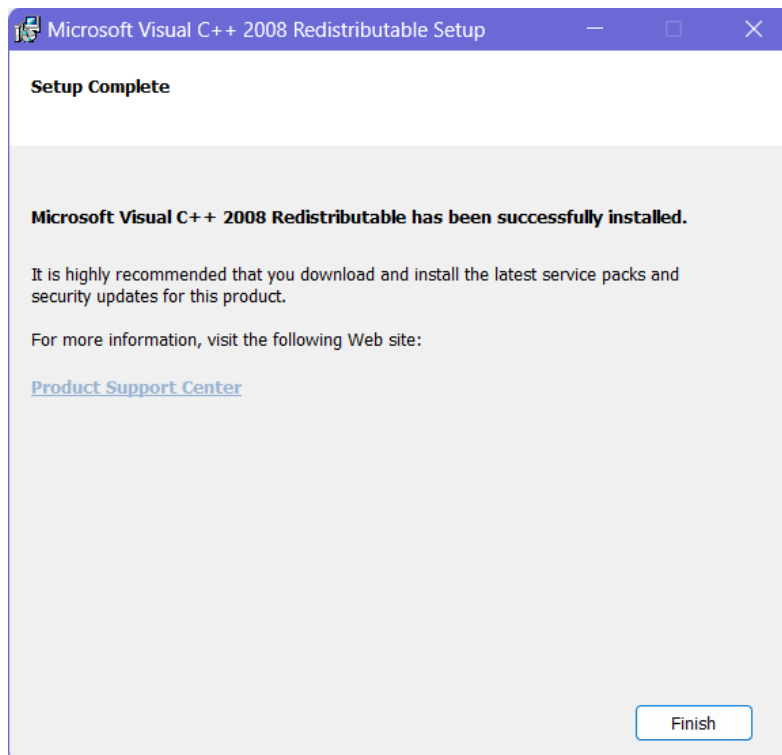 Microsoft Visual C++ 2008 Redistributable Setup
Setup Complete
Microsoft Visual C++ 2008 Redistributable has been successfully installed.
It is highly recommended that you download and install the latest service packs and
security updates for this product.
For more information, visit the following Web site:
Product Support Center
Finish